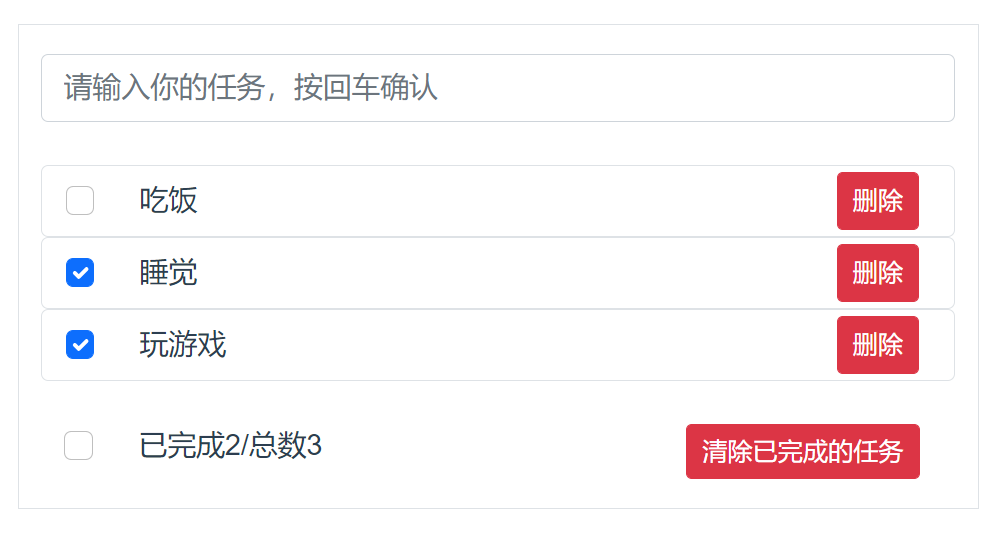 请输入你的任务，按回车确认
吃饭 删除
睡觉 删除
玩游戏 删除
已完成2/总数3 清除已完成的任务